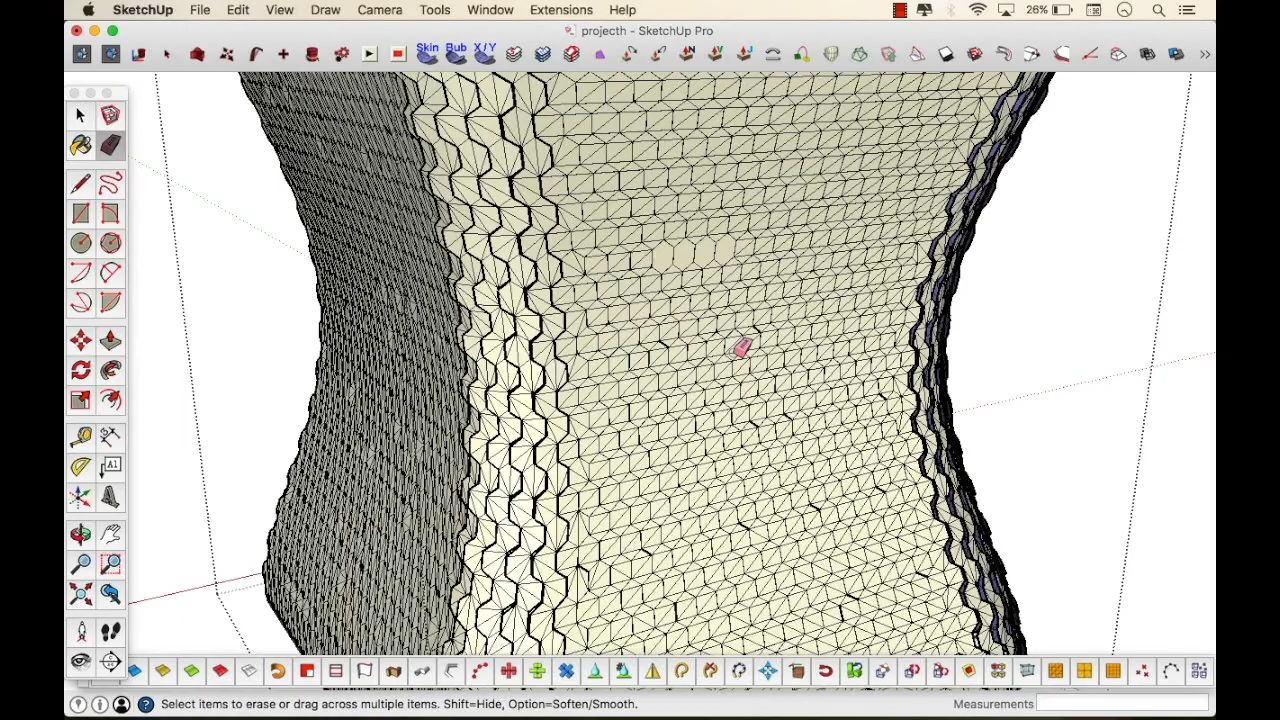 SketchUp File Edit View Draw Camera Tools Window Extensions Help 26%
projecth - SketchUp Pro
Skin Bub X/Y N V J
A1
Select items to erase or drag across multiple items. Shift=Hide, Option=Soften/Smooth. Measurements